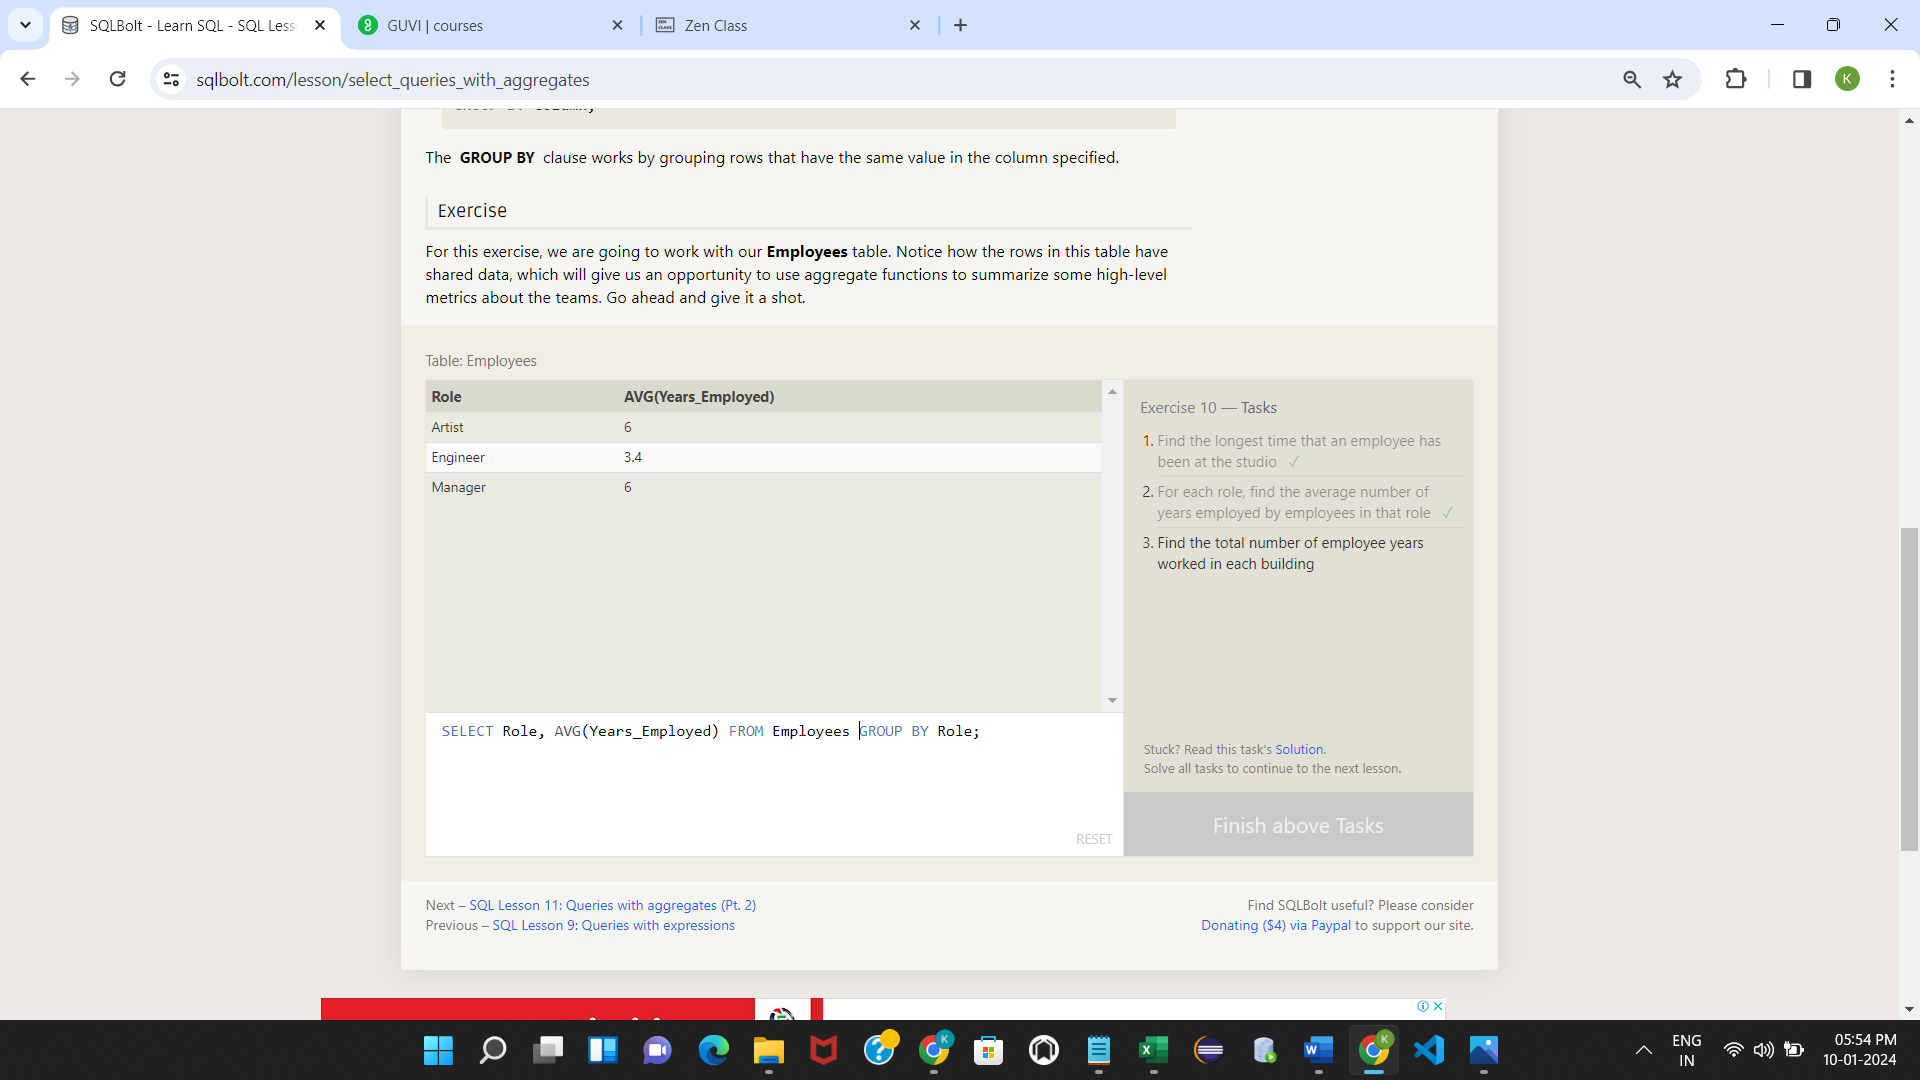 SQLBolt - Learn SQL - SQL Less
GUVI | courses
Zen Class
sqlbolt.com/lesson/select_queries_with_aggregates
K
The GROUP BY clause works by grouping rows that have the same value in the column specified.
Exercise
For this exercise, we are going to work with our Employees table. Notice how the rows in this table have
shared data, which will give us an opportunity to use aggregate functions to summarize some high-level
metrics about the teams. Go ahead and give it a shot.
Table: Employees
Role AVG(Years_Employed)
Artist 6
Engineer 3.4
Manager 6
SELECT Role, AVG(Years_Employed) FROM Employees GROUP BY Role;
RESET
Exercise 10 — Tasks
1. Find the longest time that an employee has
been at the studio ✓
2. For each role, find the average number of
years employed by employees in that role ✓
3. Find the total number of employee years
worked in each building
Stuck? Read this task's Solution.
Solve all tasks to continue to the next lesson.
Finish above Tasks
Next – SQL Lesson 11: Queries with aggregates (Pt. 2)
Previous – SQL Lesson 9: Queries with expressions
Find SQLBolt useful? Please consider
Donating ($4) via Paypal to support our site.
ENG
IN
05:54 PM
10-01-2024